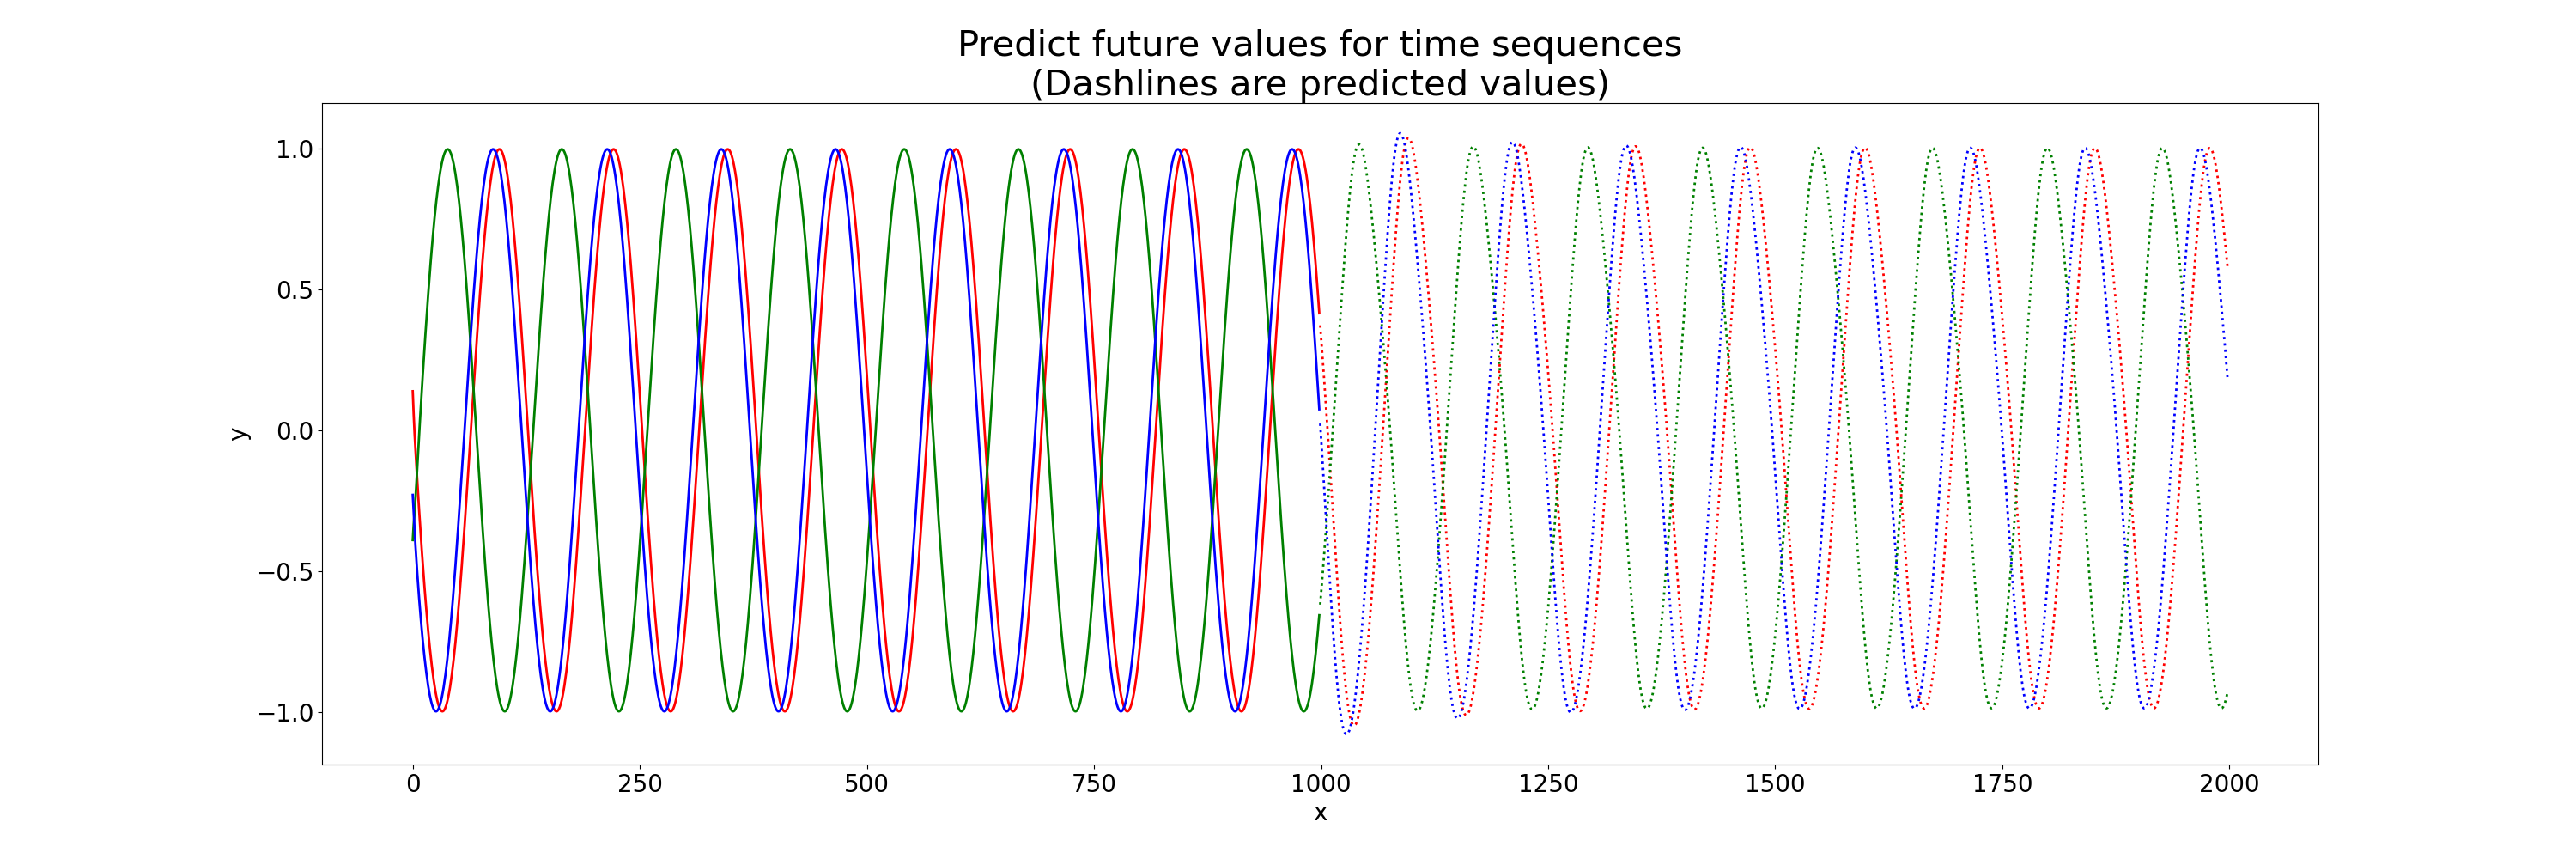 Predict future values for time sequences
(Dashlines are predicted values)
1.0
0.5
0.0
−0.5
−1.0
y
0 250 500 750 1000 1250 1500 1750 2000
x